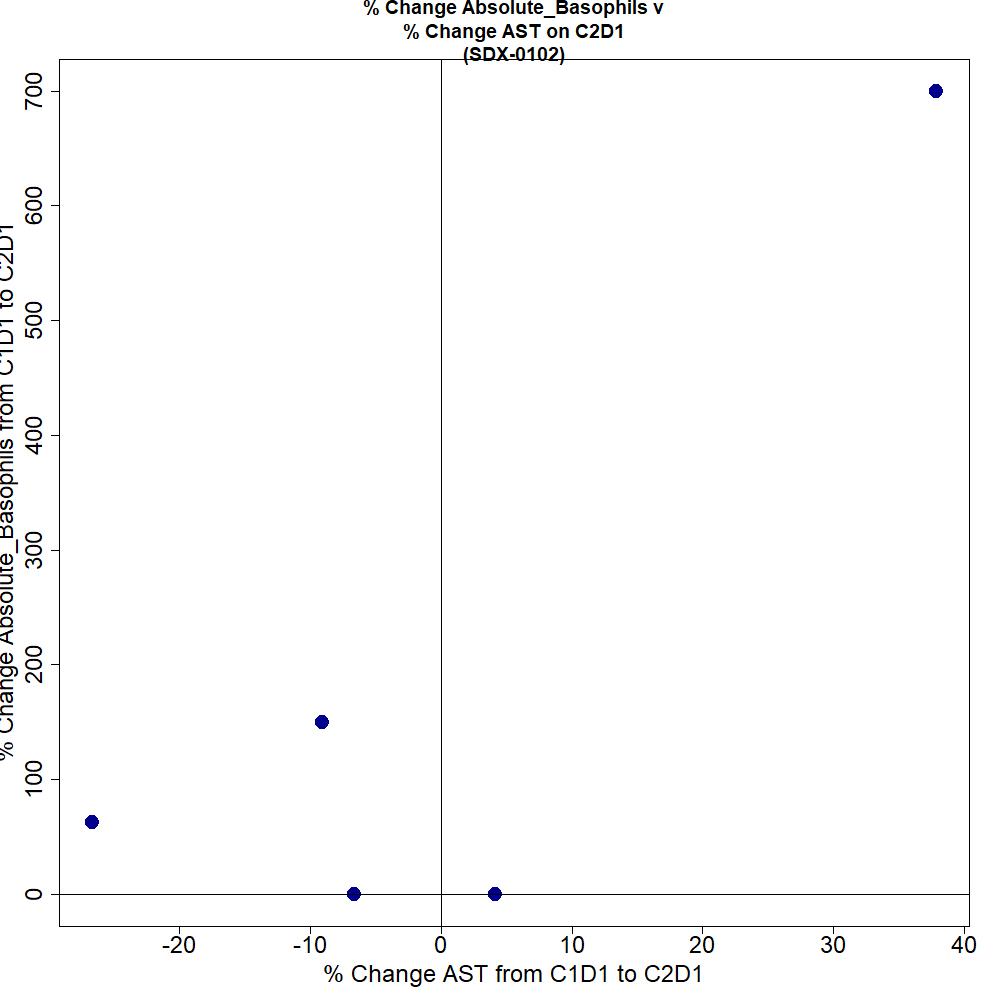 % Change Absolute_Basophils v
% Change AST on C2D1
(SDX-0102)
% Change Absolute_Basophils from C1D1 to C2D1
700
600
500
400
300
200
100
0
-20 -10 0 10 20 30 40
% Change AST from C1D1 to C2D1